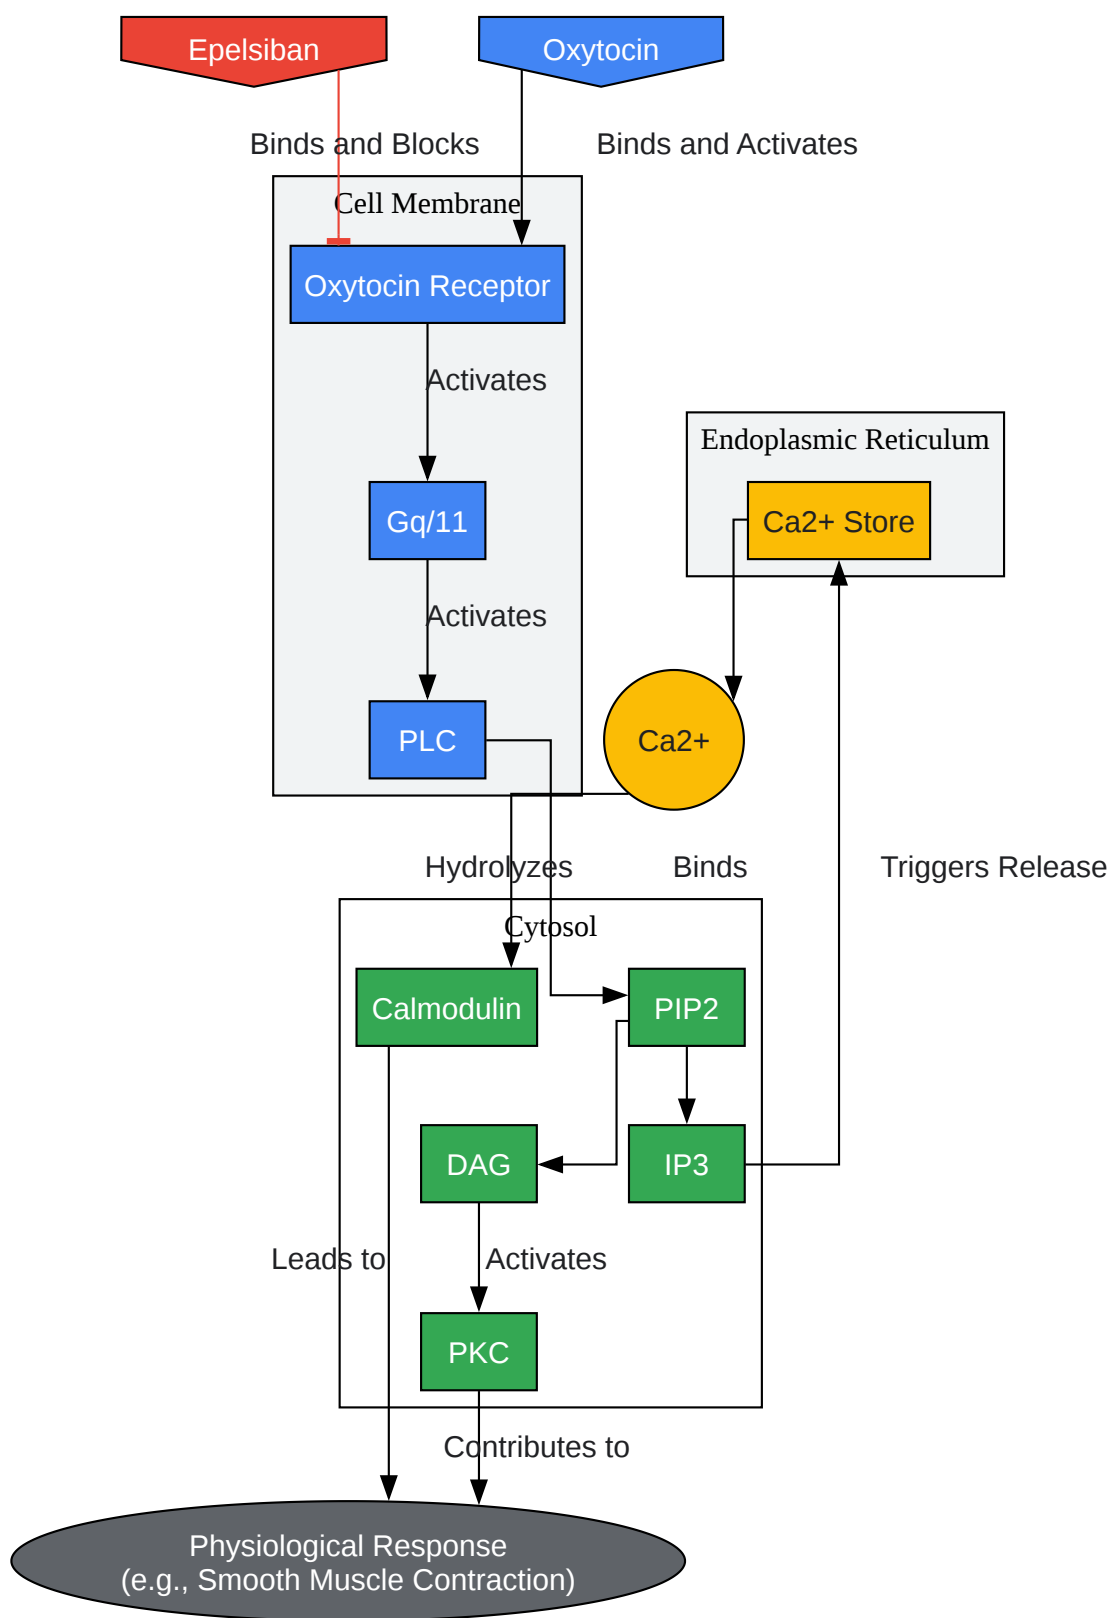 Epelsiban
Oxytocin
Binds and Blocks
Binds and Activates
Cell Membrane
Oxytocin Receptor
Activates
Endoplasmic Reticulum
Gq/11
Ca2+ Store
Activates
PLC
Ca2+
Hydrolyzes
Binds
Triggers Release
Cytosol
Calmodulin
PIP2
DAG
IP3
Leads to
Activates
PKC
Contributes to
Physiological Response
(e.g., Smooth Muscle Contraction)